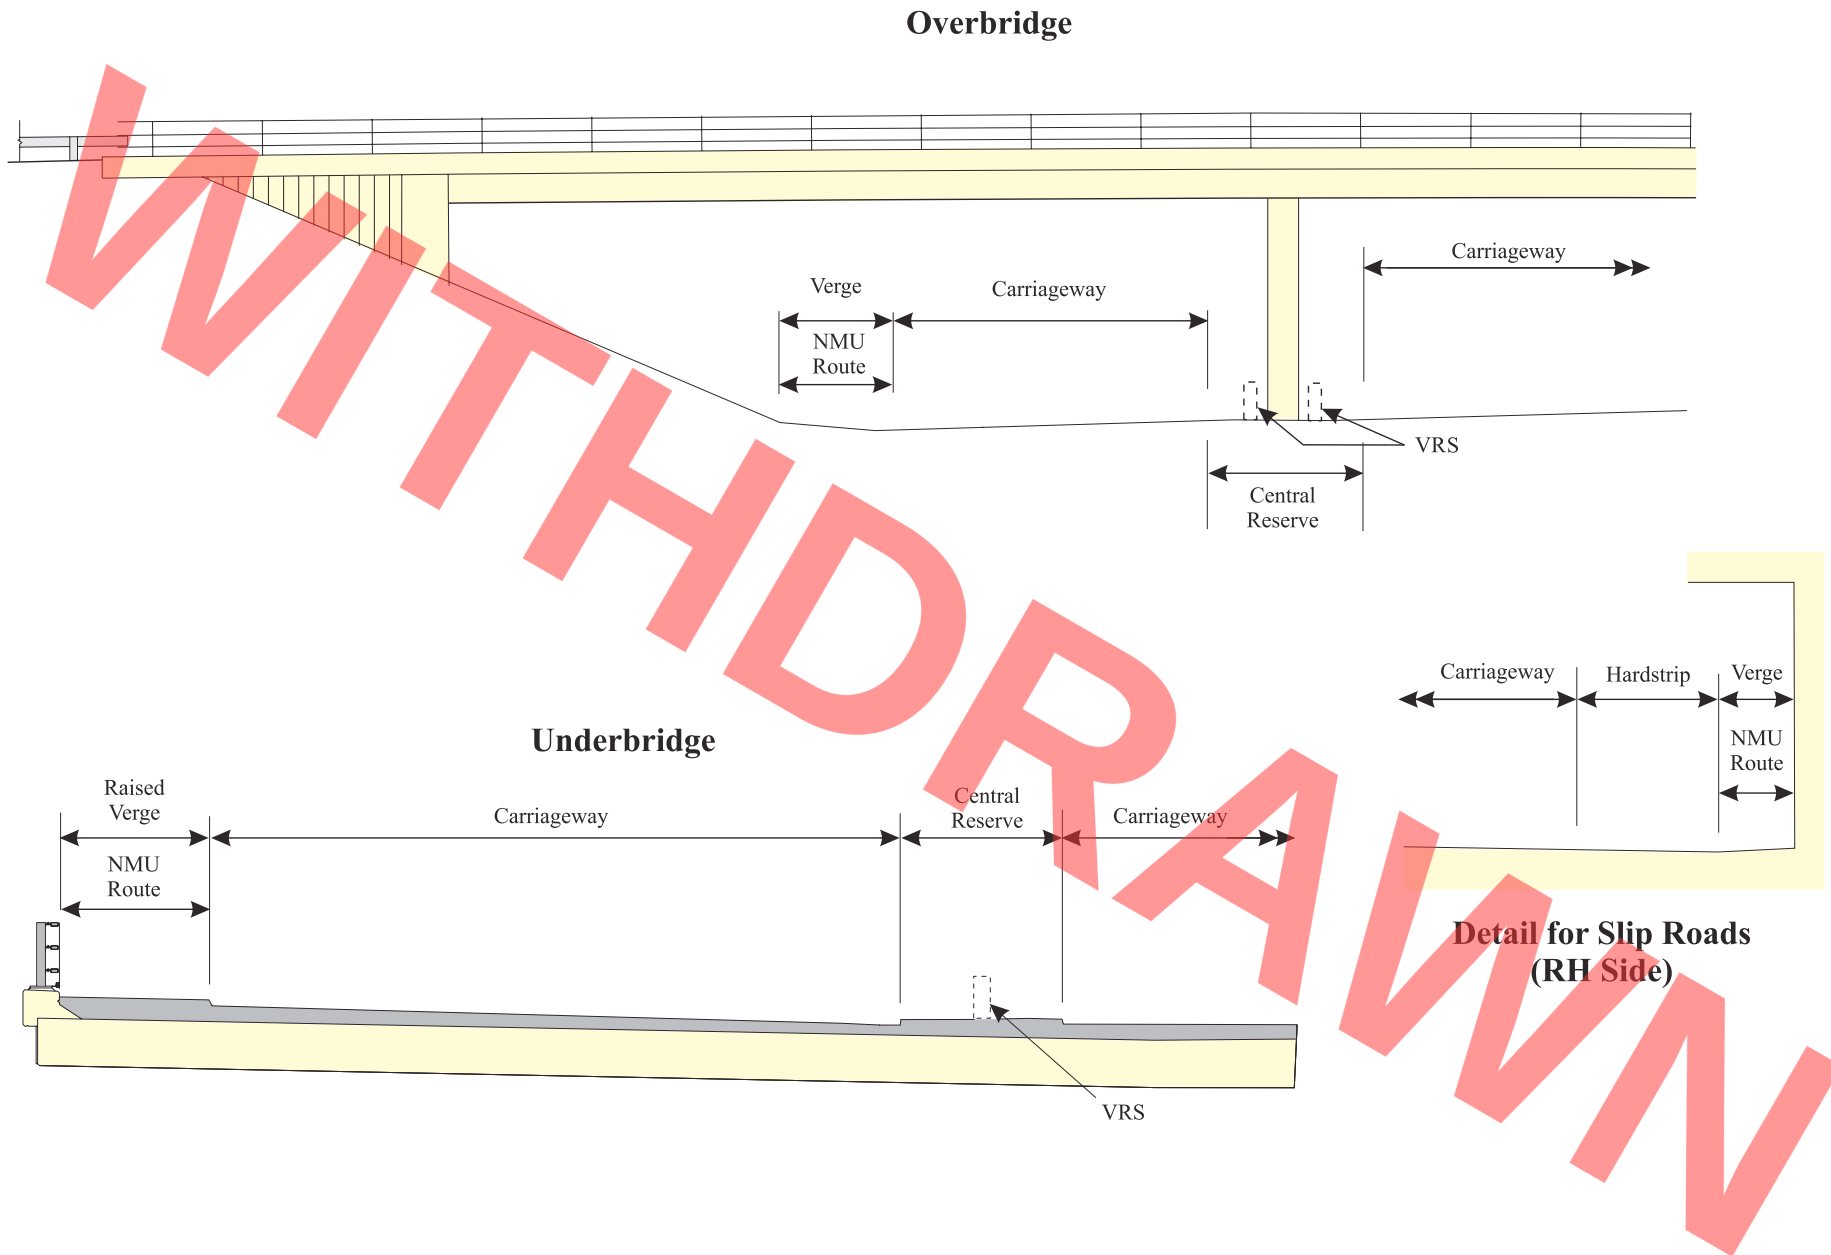 Overbridge
Carriageway
Verge
Carriageway
NMU
Route
VRS
Central
Reserve
Carriageway
Hardstrip
Verge
NMU
Route
Detail for Slip Roads
(RH Side)
Underbridge
Raised
Verge
Carriageway
Central
Reserve
Carriageway
NMU
Route
VRS
WITHDRAWN